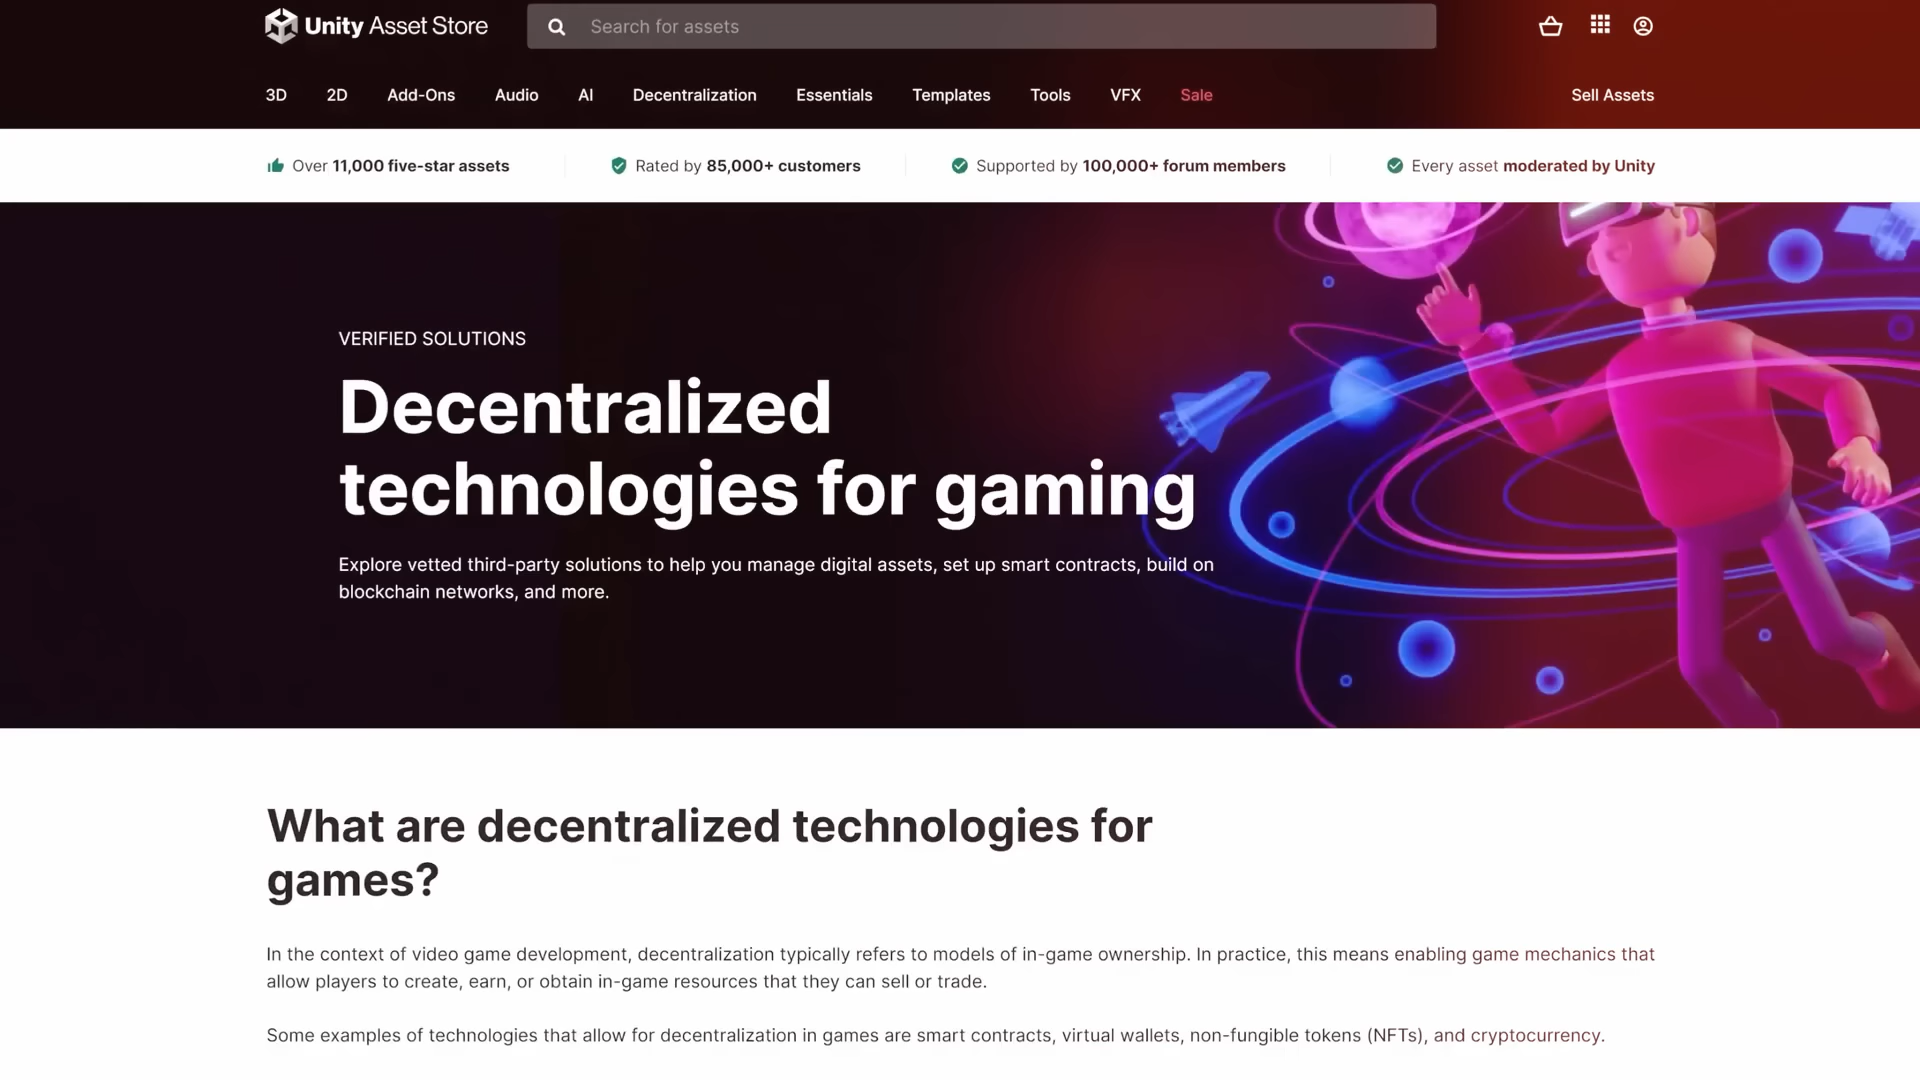 Unity Asset Store
Search for assets
3D 2D Add-Ons Audio AI Decentralization Essentials Templates Tools VFX Sale Sell Assets
Over 11,000 five-star assets Rated by 85,000+ customers Supported by 100,000+ forum members Every asset moderated by Unity
VERIFIED SOLUTIONS
Decentralized
technologies for gaming
Explore vetted third-party solutions to help you manage digital assets, set up smart contracts, build on
blockchain networks, and more.
What are decentralized technologies for
games?
In the context of video game development, decentralization typically refers to models of in-game ownership. In practice, this means enabling game mechanics that
allow players to create, earn, or obtain in-game resources that they can sell or trade.
Some examples of technologies that allow for decentralization in games are smart contracts, virtual wallets, non-fungible tokens (NFTs), and cryptocurrency.